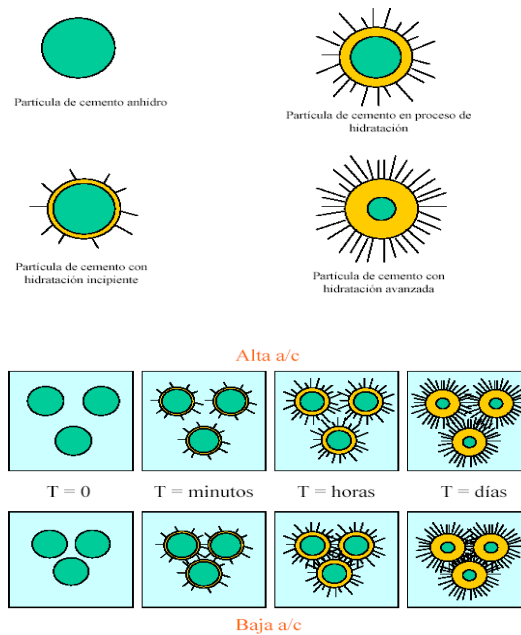 Partícula de cemento anhidro
Partícula de cemento en proceso de
hidratación
Partícula de cemento con
hidratación incipiente
Partícula de cemento con
hidratación avanzada
Alta a/c
T = 0
T = minutos
T = horas
T = días
Baja a/c